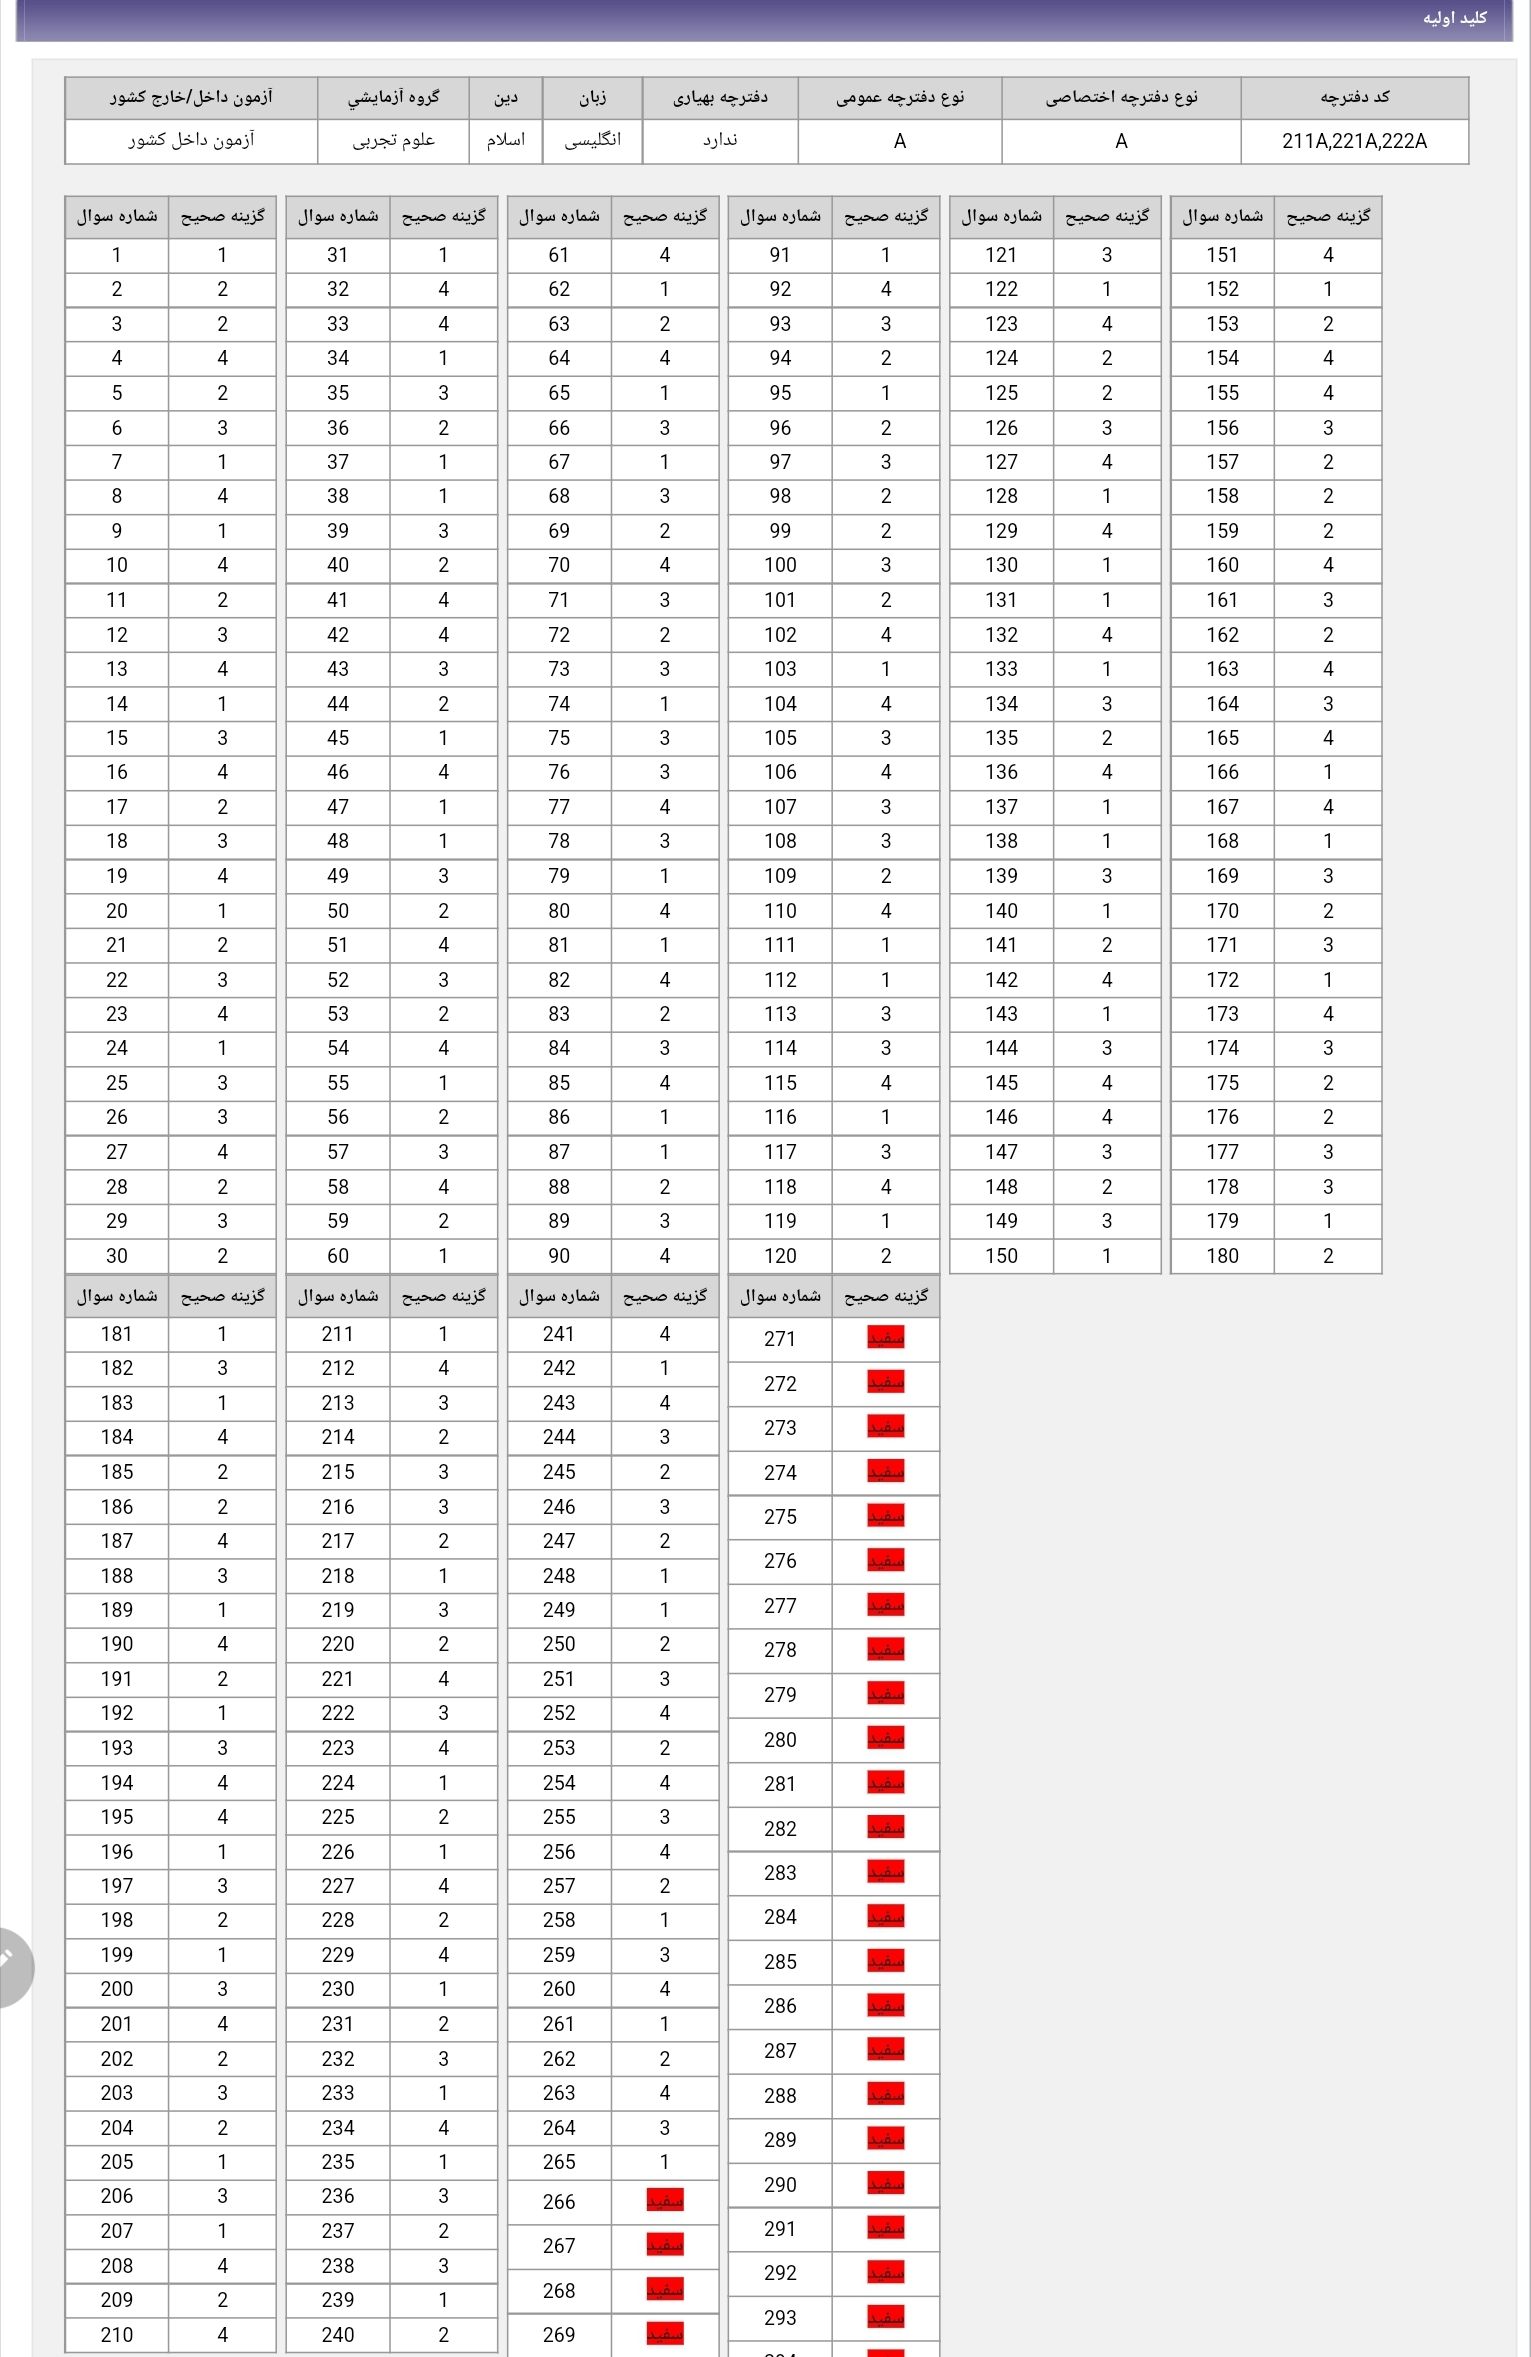 کلید اولیه
کد دفترچه نوع دفترچه اختصاصی نوع دفترچه عمومی دفترچه بهیاری زبان دین گروه آزمایشي آزمون داخل/خارج کشور
211A,221A,222A A A ندارد انگلیسی اسلام علوم تجربی آزمون داخل کشور
شماره سوال گزینه صحیح شماره سوال گزینه صحیح شماره سوال گزینه صحیح شماره سوال گزینه صحیح شماره سوال گزینه صحیح شماره سوال گزینه صحیح
1 1 31 1 61 4 91 1 121 3 151 4
2 2 32 4 62 1 92 4 122 1 152 1
3 2 33 4 63 2 93 3 123 4 153 2
4 4 34 1 64 4 94 2 124 2 154 4
5 2 35 3 65 1 95 1 125 2 155 4
6 3 36 2 66 3 96 2 126 3 156 3
7 1 37 1 67 1 97 3 127 4 157 2
8 4 38 1 68 3 98 2 128 1 158 2
9 1 39 3 69 2 99 2 129 4 159 2
10 4 40 2 70 4 100 3 130 1 160 4
11 2 41 4 71 3 101 2 131 1 161 3
12 3 42 4 72 2 102 4 132 4 162 2
13 4 43 3 73 3 103 1 133 1 163 4
14 1 44 2 74 1 104 4 134 3 164 3
15 3 45 1 75 3 105 3 135 2 165 4
16 4 46 4 76 3 106 4 136 4 166 1
17 2 47 1 77 4 107 3 137 1 167 4
18 3 48 1 78 3 108 3 138 1 168 1
19 4 49 3 79 1 109 2 139 3 169 3
20 1 50 2 80 4 110 4 140 1 170 2
21 2 51 4 81 1 111 1 141 2 171 3
22 3 52 3 82 4 112 1 142 4 172 1
23 4 53 2 83 2 113 3 143 1 173 4
24 1 54 4 84 3 114 3 144 3 174 3
25 3 55 1 85 4 115 4 145 4 175 2
26 3 56 2 86 1 116 1 146 4 176 2
27 4 57 3 87 1 117 3 147 3 177 3
28 2 58 4 88 2 118 4 148 2 178 3
29 3 59 2 89 3 119 1 149 3 179 1
30 2 60 1 90 4 120 2 150 1 180 2
شماره سوال گزینه صحیح شماره سوال گزینه صحیح شماره سوال گزینه صحیح شماره سوال گزینه صحیح
181 1 211 1 241 4 271 سفید
182 3 212 4 242 1 272 سفید
183 1 213 3 243 4 273 سفید
184 4 214 2 244 3 274 سفید
185 2 215 3 245 2 275 سفید
186 2 216 3 246 3 276 سفید
187 4 217 2 247 2 277 سفید
188 3 218 1 248 1 278 سفید
189 1 219 3 249 1 279 سفید
190 4 220 2 250 2 280 سفید
191 2 221 4 251 3 281 سفید
192 1 222 3 252 4 282 سفید
193 3 223 4 253 2 283 سفید
194 4 224 1 254 4 284 سفید
195 4 225 2 255 3 285 سفید
196 1 226 1 256 4 286 سفید
197 3 227 4 257 2 287 سفید
198 2 228 2 258 1 288 سفید
199 1 229 4 259 3 289 سفید
200 3 230 1 260 4 290 سفید
201 4 231 2 261 1 291 سفید
202 2 232 3 262 2 292 سفید
203 3 233 1 263 4 293 سفید
204 2 234 4 264 3
205 1 235 1 265 1
206 3 236 3 266 سفید
207 1 237 2 267 سفید
208 4 238 3 268 سفید
209 2 239 1 269 سفید
210 4 240 2